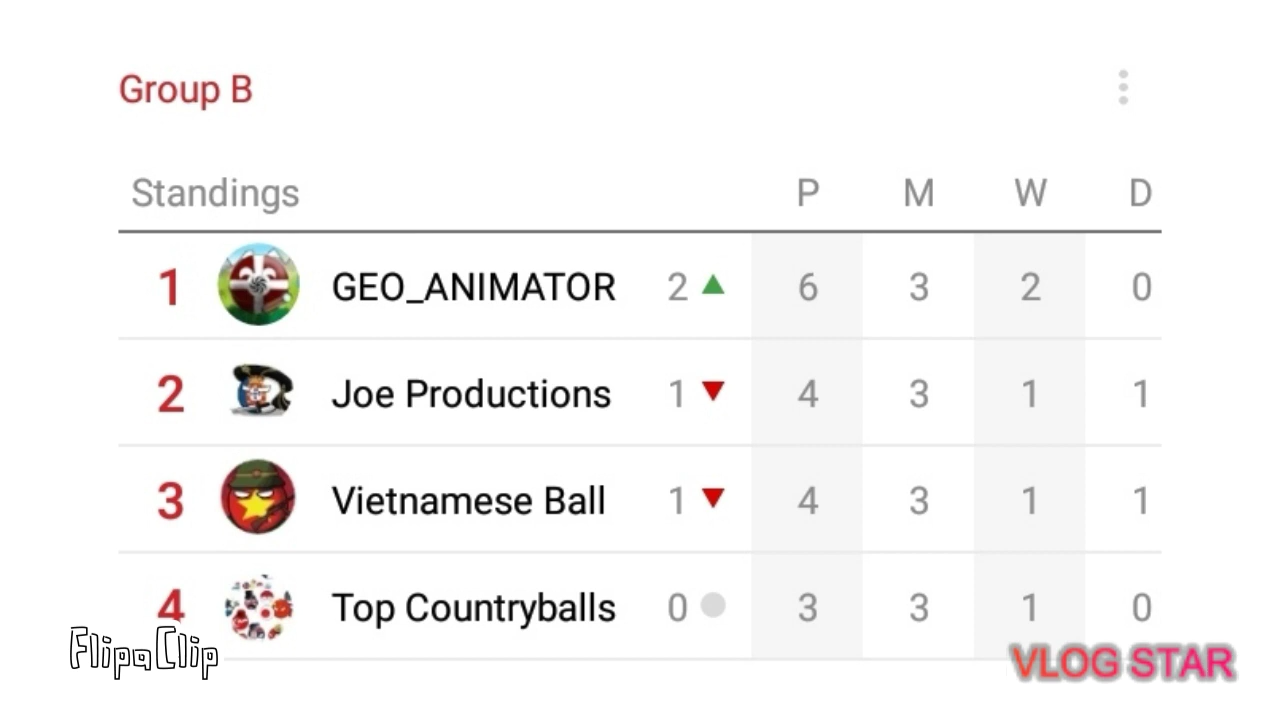 Group B
Standings P M W D
1 GEO_ANIMATOR 2 6 3 2 0
2 Joe Productions 1 4 3 1 1
3 Vietnamese Ball 1 4 3 1 1
4 Top Countryballs 0 3 3 1 0
FlipaClip
VLOG STAR